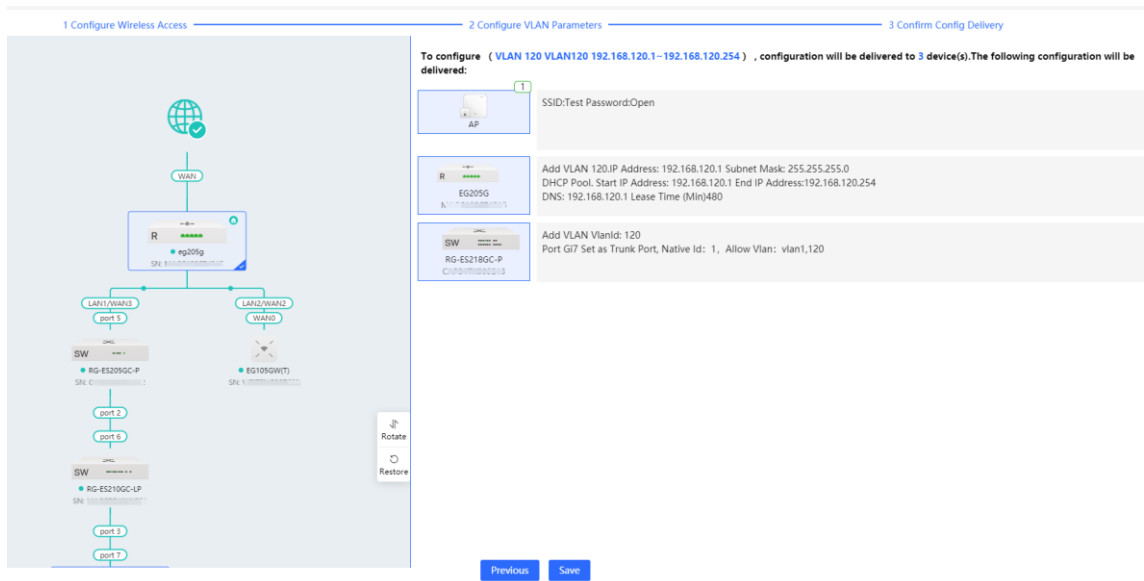 1 Configure Wireless Access
2 Configure VLAN Parameters
3 Confirm Config Delivery
WAN
R
eg205g
SN:
LAN1/WAN3
LAN2/WAN2
port 5
WAN0
SW
RG-ES205GC-P
EG105GW(T)
SN:
SN:
port 2
port 6
SW
RG-ES210GC-LP
SN:
port 3
port 7
Rotate
Restore
To configure ( VLAN 120 VLAN120 192.168.120.1~192.168.120.254 ) , configuration will be delivered to 3 device(s).The following configuration will be
delivered:
1
AP
SSID:Test Password:Open
R
EG205G
Add VLAN 120.IP Address: 192.168.120.1 Subnet Mask: 255.255.255.0
DHCP Pool. Start IP Address: 192.168.120.1 End IP Address:192.168.120.254
DNS: 192.168.120.1 Lease Time (Min)480
SW
RG-ES218GC-P
Add VLAN VlanId: 120
Port Gi7 Set as Trunk Port, Native Id: 1, Allow Vlan: vlan1,120
Previous
Save